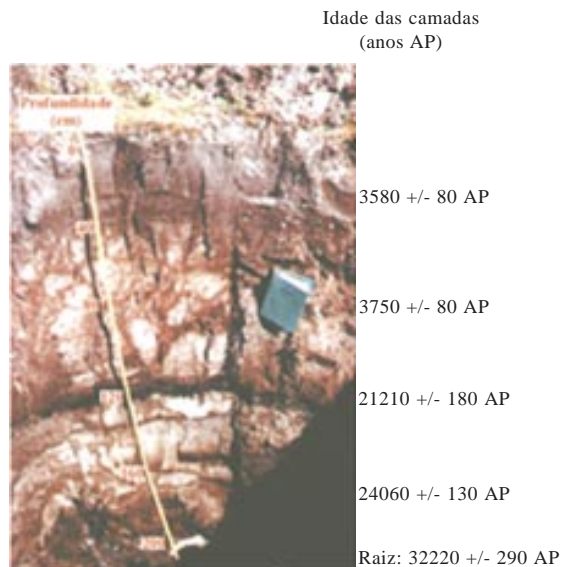 Idade das camadas
(anos AP)
Profundidade
(cm)
3580 +/- 80 AP
3750 +/- 80 AP
21210 +/- 180 AP
24060 +/- 130 AP
Raiz: 32220 +/- 290 AP